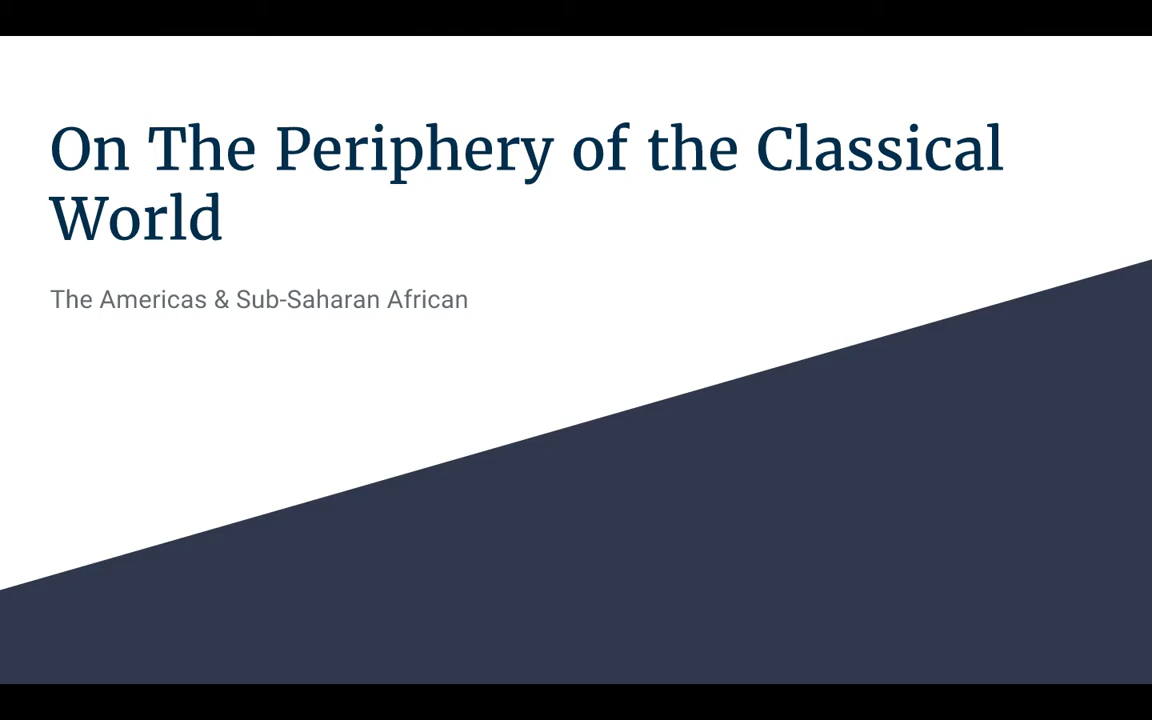 On The Periphery of the Classical
World
The Americas & Sub-Saharan African